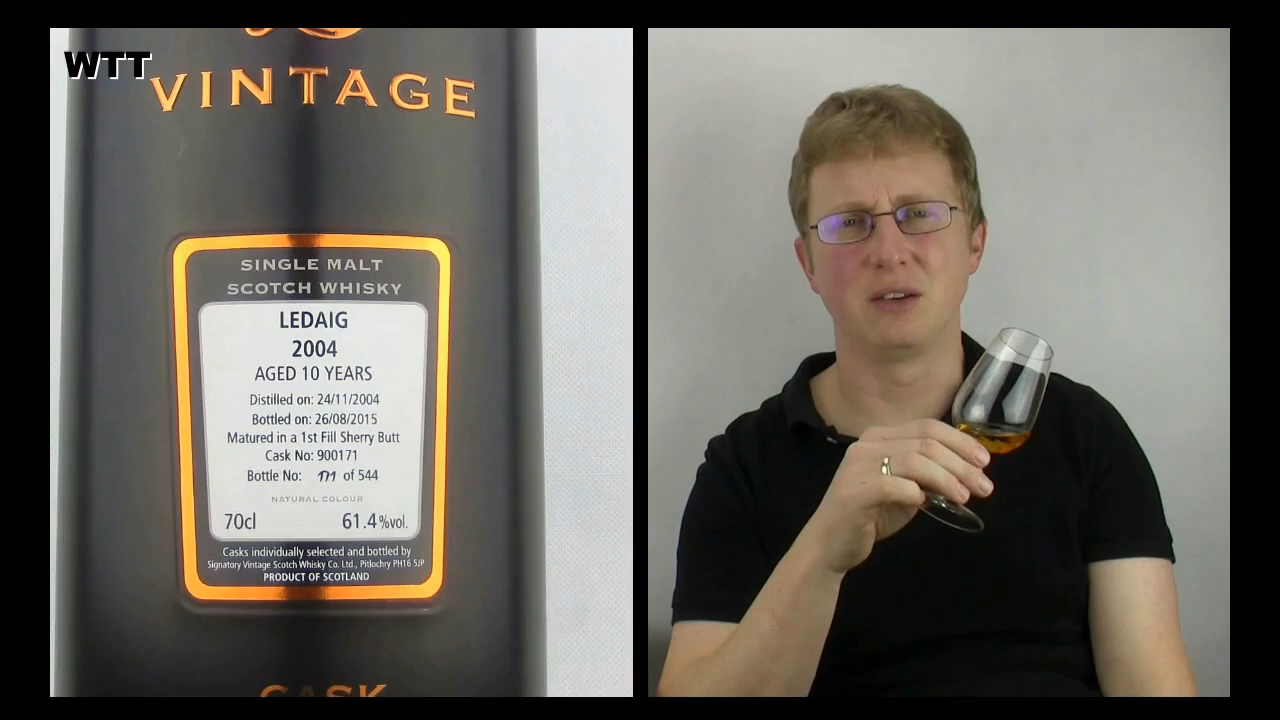 WTT
VINTAGE
SINGLE MALT
SCOTCH WHISKY
LEDAIG
2004
AGED 10 YEARS
Distilled on: 24/11/2004
Bottled on: 26/08/2015
Matured in a 1st Fill Sherry Butt
Cask No: 900171
Bottle No: of 544
NATURAL COLOUR
70cl 61.4%vol.
Casks individually selected and bottled by
Signatory Vintage Scotch Whisky Co. Ltd., Pitlochry PH16 5JP
PRODUCT OF SCOTLAND
CASK